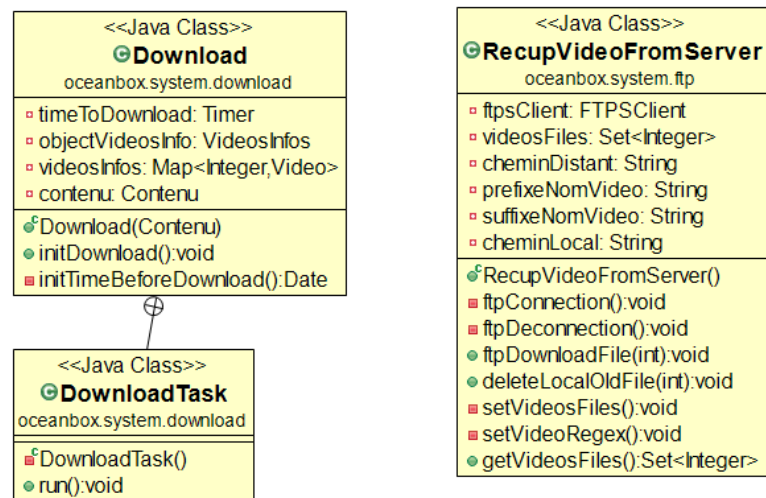 <<Java Class>>
Download
oceanbox.system.download
timeToDownload: Timer
objectVideosInfo: VideosInfos
videosInfos: Map<Integer,Video>
contenu: Contenu
Download(Contenu)
initDownload():void
initTimeBeforeDownload():Date
<<Java Class>>
DownloadTask
oceanbox.system.download
DownloadTask()
run():void
<<Java Class>>
RecupVideoFromServer
oceanbox.system.ftp
ftpsClient: FTPSClient
videosFiles: Set<Integer>
cheminDistant: String
prefixeNomVideo: String
suffixeNomVideo: String
cheminLocal: String
RecupVideoFromServer()
ftpConnection():void
ftpDeconnection():void
ftpDownloadFile(int):void
deleteLocalOldFile(int):void
setVideosFiles():void
setVideoRegex():void
getVideosFiles():Set<Integer>